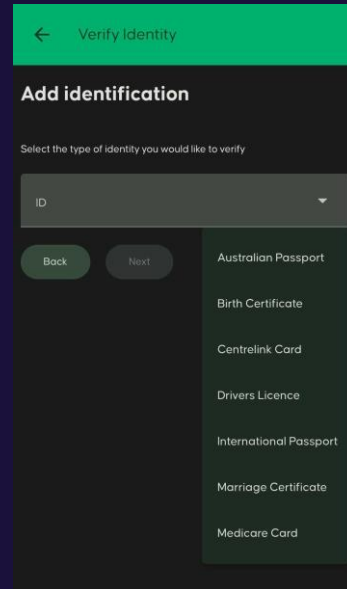 Verify Identity
Add identification
Select the type of identity you would like to verify
ID
Back
Next
Australian Passport
Birth Certificate
Centrelink Card
Drivers Licence
International Passport
Marriage Certificate
Medicare Card